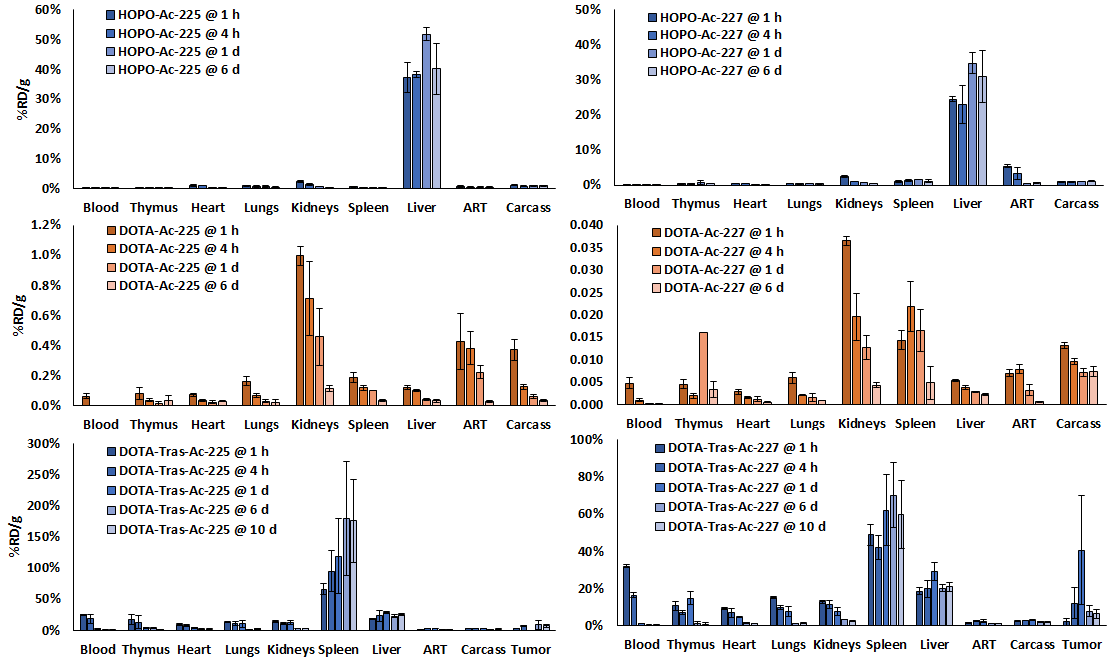 60%
50%
40%
30%
20%
10%
0%
%RD/g
HOPO-Ac-225 @ 1 h
HOPO-Ac-225 @ 4 h
HOPO-Ac-225 @ 1 d
HOPO-Ac-225 @ 6 d
Blood Thymus Heart Lungs Kidneys Spleen Liver ART Carcass
50%
40%
30%
20%
10%
0%
HOPO-Ac-227 @ 1 h
HOPO-Ac-227 @ 4 h
HOPO-Ac-227 @ 1 d
HOPO-Ac-227 @ 6 d
Blood Thymus Heart Lungs Kidneys Spleen Liver ART Carcass
1.2%
1.0%
0.8%
0.6%
0.4%
0.2%
0.0%
%RD/g
DOTA-Ac-225 @ 1 h
DOTA-Ac-225 @ 4 h
DOTA-Ac-225 @ 1 d
DOTA-Ac-225 @ 6 d
Blood Thymus Heart Lungs Kidneys Spleen Liver ART Carcass
0.040
0.035
0.030
0.025
0.020
0.015
0.010
0.005
0.000
DOTA-Ac-227 @ 1 h
DOTA-Ac-227 @ 4 h
DOTA-Ac-227 @ 1 d
DOTA-Ac-227 @ 6 d
Blood Thymus Heart Lungs Kidneys Spleen Liver ART Carcass
300%
250%
200%
150%
100%
50%
0%
%RD/g
DOTA-Tras-Ac-225 @ 1 h
DOTA-Tras-Ac-225 @ 4 h
DOTA-Tras-Ac-225 @ 1 d
DOTA-Tras-Ac-225 @ 6 d
DOTA-Tras-Ac-225 @ 10 d
Blood Thymus Heart Lungs Kidneys Spleen Liver ART Carcass Tumor
100%
80%
60%
40%
20%
0%
DOTA-Tras-Ac-227 @ 1 h
DOTA-Tras-Ac-227 @ 4 h
DOTA-Tras-Ac-227 @ 1 d
DOTA-Tras-Ac-227 @ 6 d
DOTA-Tras-Ac-227 @ 10 d
Blood Thymus Heart Lungs Kidneys Spleen Liver ART Carcass Tumor